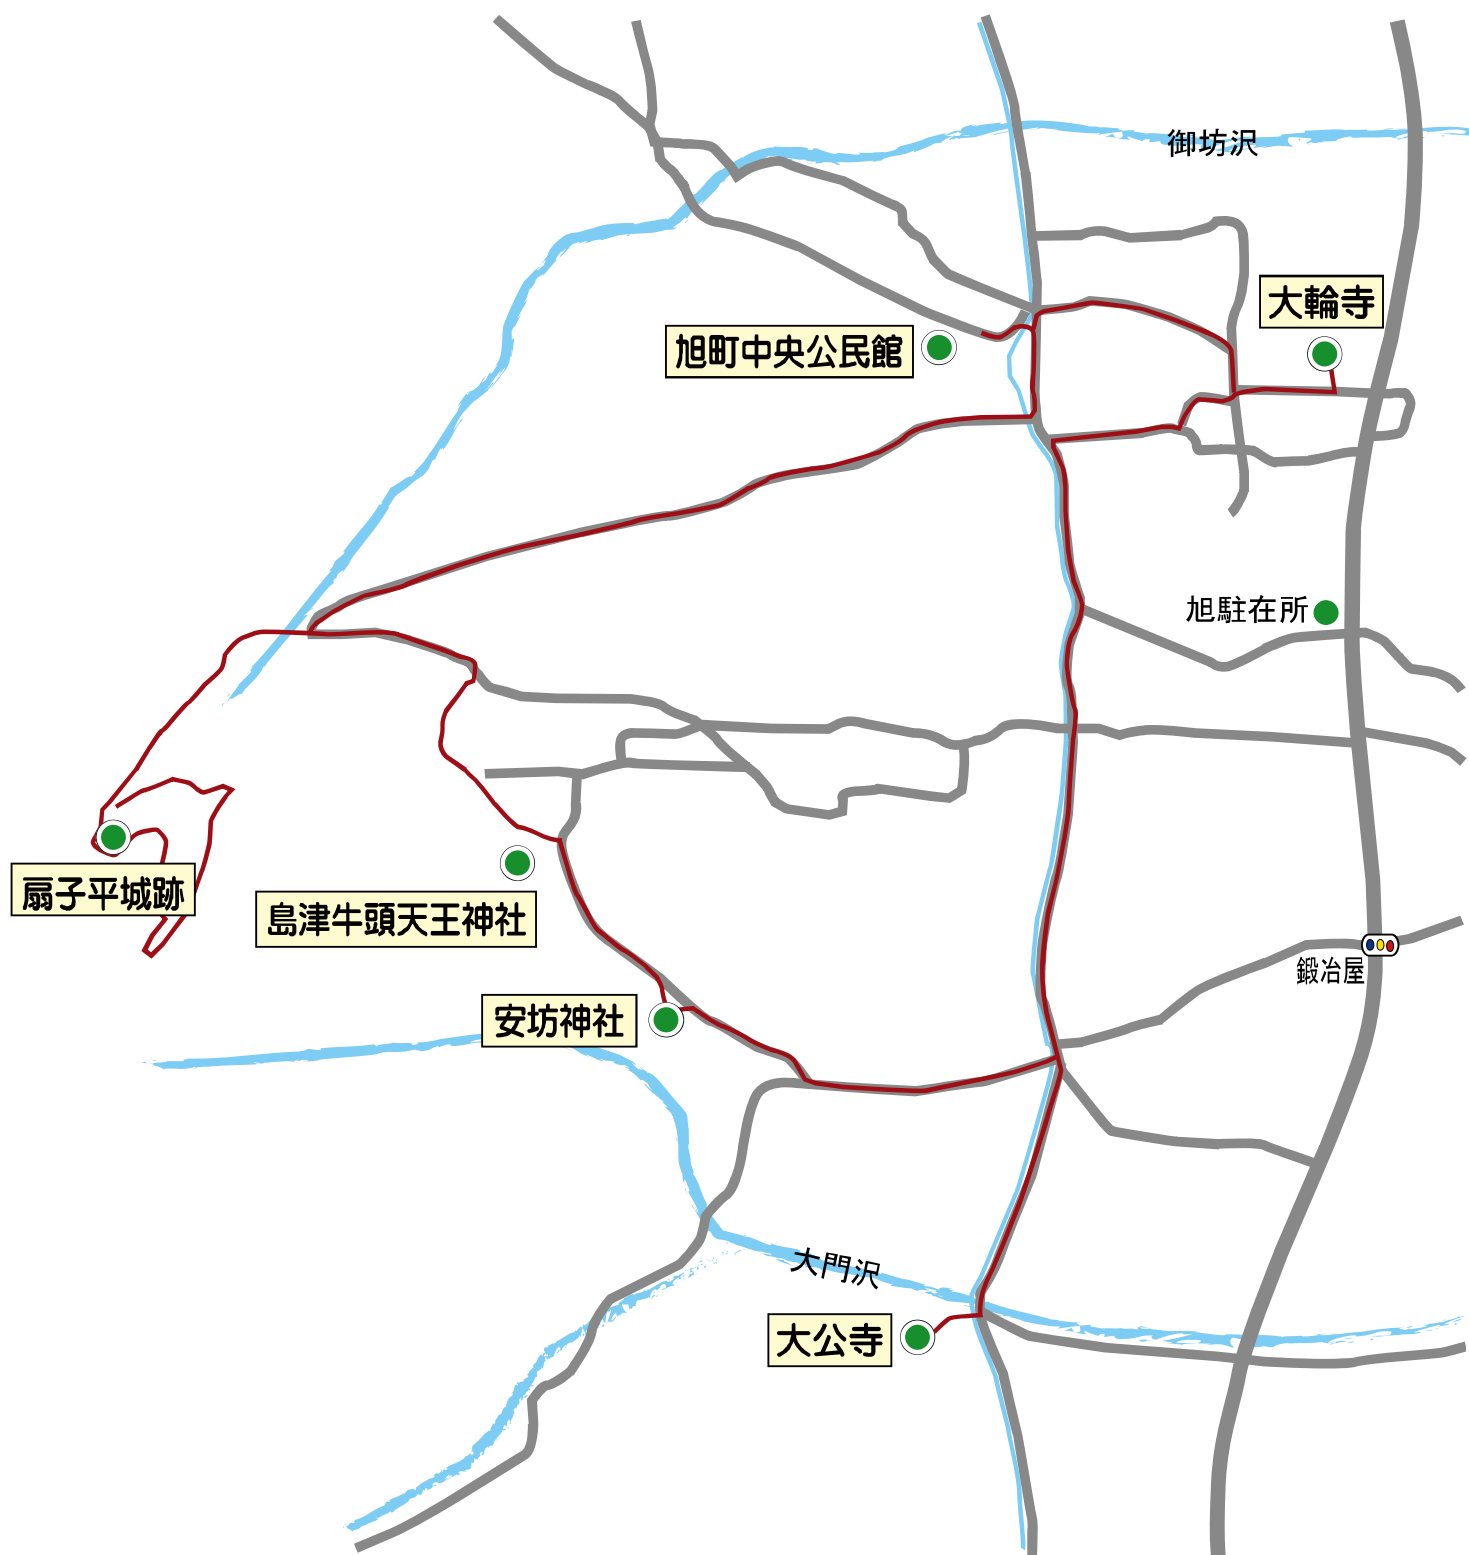 御坊沢
大輪寺
旭町中央公民館
旭駐在所
扇子平城跡
島津牛頭天王神社
鍛冶屋
安坊神社
大門沢
大公寺